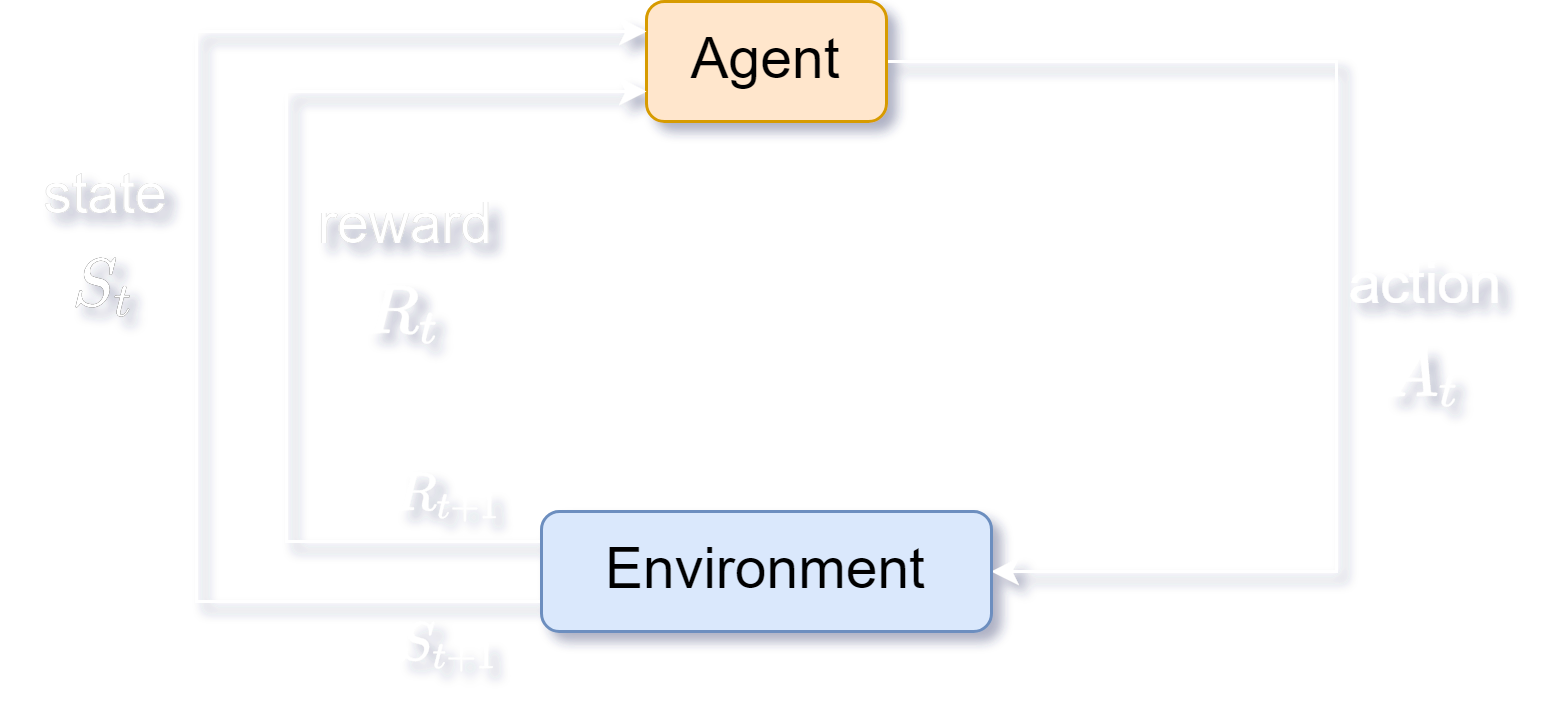 Agent
state
S_t
reward
R_t
action
A_t
R_{t+1}
Environment
S_{t+1}